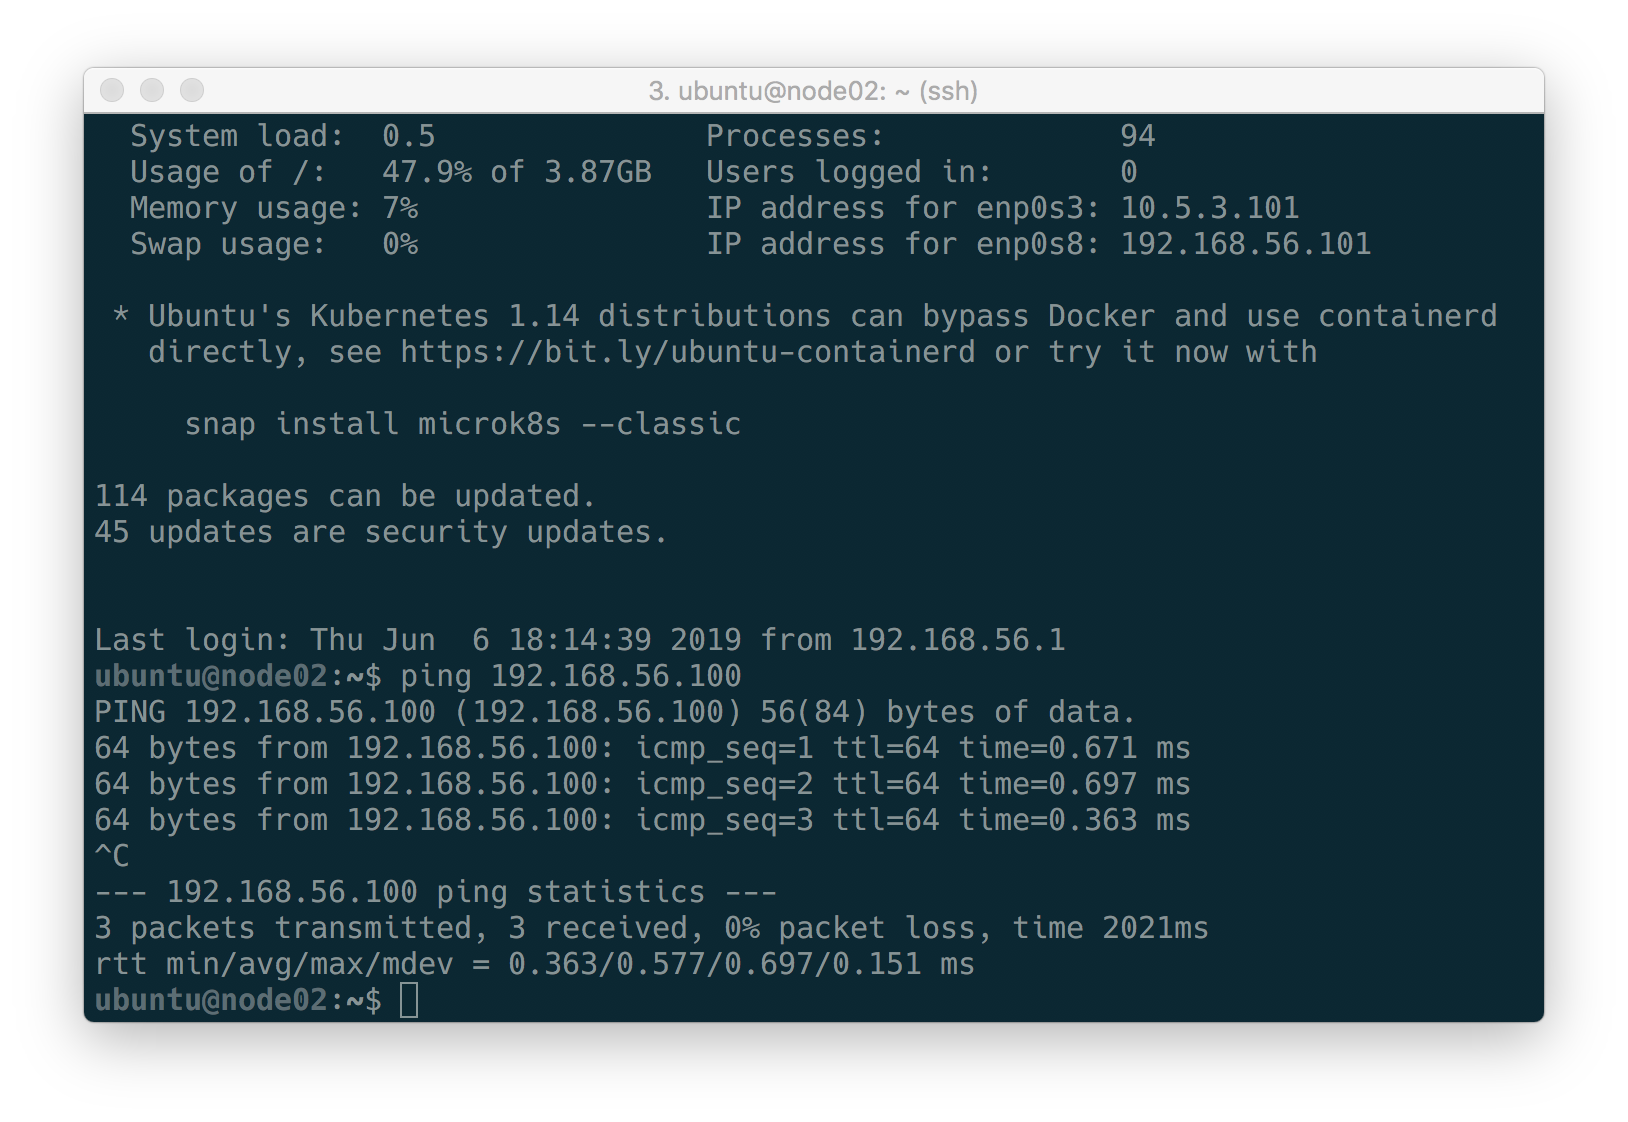 3. ubuntu@node02: ~ (ssh)
System load:  0.5               Processes:             94
Usage of /:   47.9% of 3.87GB   Users logged in:       0
Memory usage: 7%                IP address for enp0s3: 10.5.3.101
Swap usage:   0%                IP address for enp0s8: 192.168.56.101
* Ubuntu's Kubernetes 1.14 distributions can bypass Docker and use containerd
directly, see https://bit.ly/ubuntu-containerd or try it now with
snap install microk8s --classic
114 packages can be updated.
45 updates are security updates.
Last login: Thu Jun  6 18:14:39 2019 from 192.168.56.1
ubuntu@node02:~$ ping 192.168.56.100
PING 192.168.56.100 (192.168.56.100) 56(84) bytes of data.
64 bytes from 192.168.56.100: icmp_seq=1 ttl=64 time=0.671 ms
64 bytes from 192.168.56.100: icmp_seq=2 ttl=64 time=0.697 ms
64 bytes from 192.168.56.100: icmp_seq=3 ttl=64 time=0.363 ms
^C
--- 192.168.56.100 ping statistics ---
3 packets transmitted, 3 received, 0% packet loss, time 2021ms
rtt min/avg/max/mdev = 0.363/0.577/0.697/0.151 ms
ubuntu@node02:~$